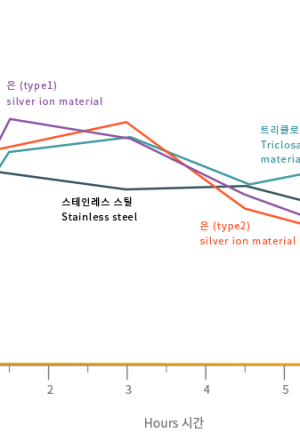 은 (type1)
silver ion material
트리클로
Triclosa
materia
스테인레스 스틸
Stainless steel
은 (type2)
silver ion material
2 3 4 5
Hours 시간